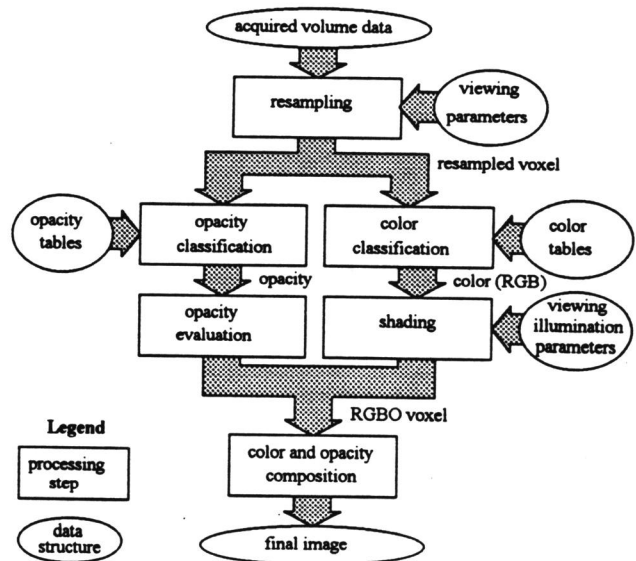 acquired volume data
resampling
viewing
parameters
resampled voxel
opacity
tables
opacity
classification
color
classification
color
tables
opacity
color (RGB)
opacity
evaluation
shading
viewing
illumination
parameters
RGBO voxel
Legend
processing
step
color and opacity
composition
data
structure
final image